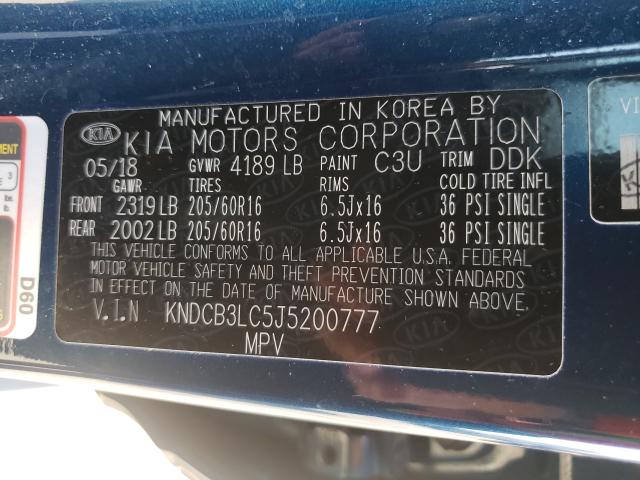 MANUFACTURED IN KOREA BY
KIA KIA MOTORS CORPORATION
05/18 GVWR 4189 LB PAINT C3U TRIM DDK
GAWR TIRES RIMS COLD TIRE INFL
FRONT 2319 LB 205/60R16 6.5Jx16 36 PSI SINGLE
REAR 2002 LB 205/60R16 6.5Jx16 36 PSI SINGLE
THIS VEHICLE CONFORMS TO ALL APPLICABLE U.S.A. FEDERAL
MOTOR VEHICLE SAFETY AND THEFT PREVENTION STANDARDS
IN EFFECT ON THE DATE OF MANUFACTURE SHOWN ABOVE.
V.I.N KNDCB3LC5J5200777
MPV
D60